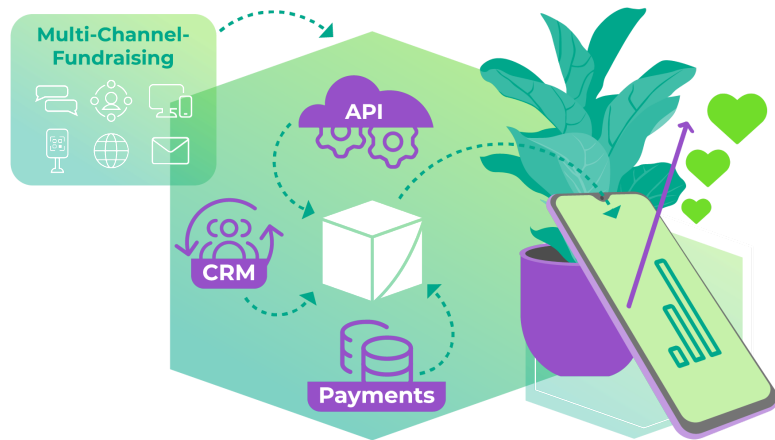 Multi-Channel-
Fundraising
API
CRM
Payments